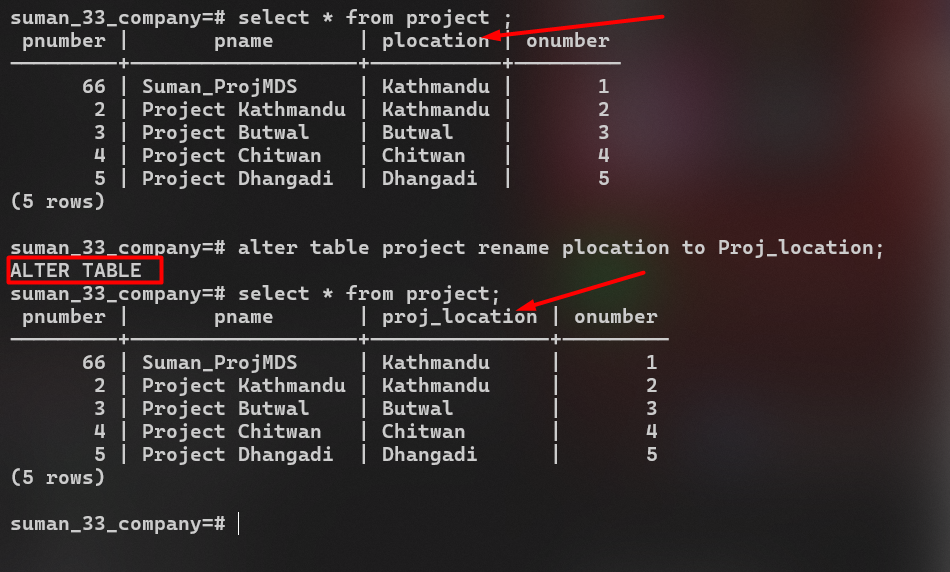 suman_33_company=# select * from project ;
 pnumber |       pname       | plocation | onumber
---------+-------------------+-----------+---------
      66 | Suman_ProjMDS     | Kathmandu |       1
       2 | Project Kathmandu | Kathmandu |       2
       3 | Project Butwal    | Butwal    |       3
       4 | Project Chitwan   | Chitwan   |       4
       5 | Project Dhangadi  | Dhangadi  |       5
(5 rows)
suman_33_company=# alter table project rename plocation to Proj_location;
ALTER TABLE
suman_33_company=# select * from project;
 pnumber |       pname       | proj_location | onumber
---------+-------------------+---------------+---------
      66 | Suman_ProjMDS     | Kathmandu     |       1
       2 | Project Kathmandu | Kathmandu     |       2
       3 | Project Butwal    | Butwal        |       3
       4 | Project Chitwan   | Chitwan       |       4
       5 | Project Dhangadi  | Dhangadi      |       5
(5 rows)
suman_33_company=#